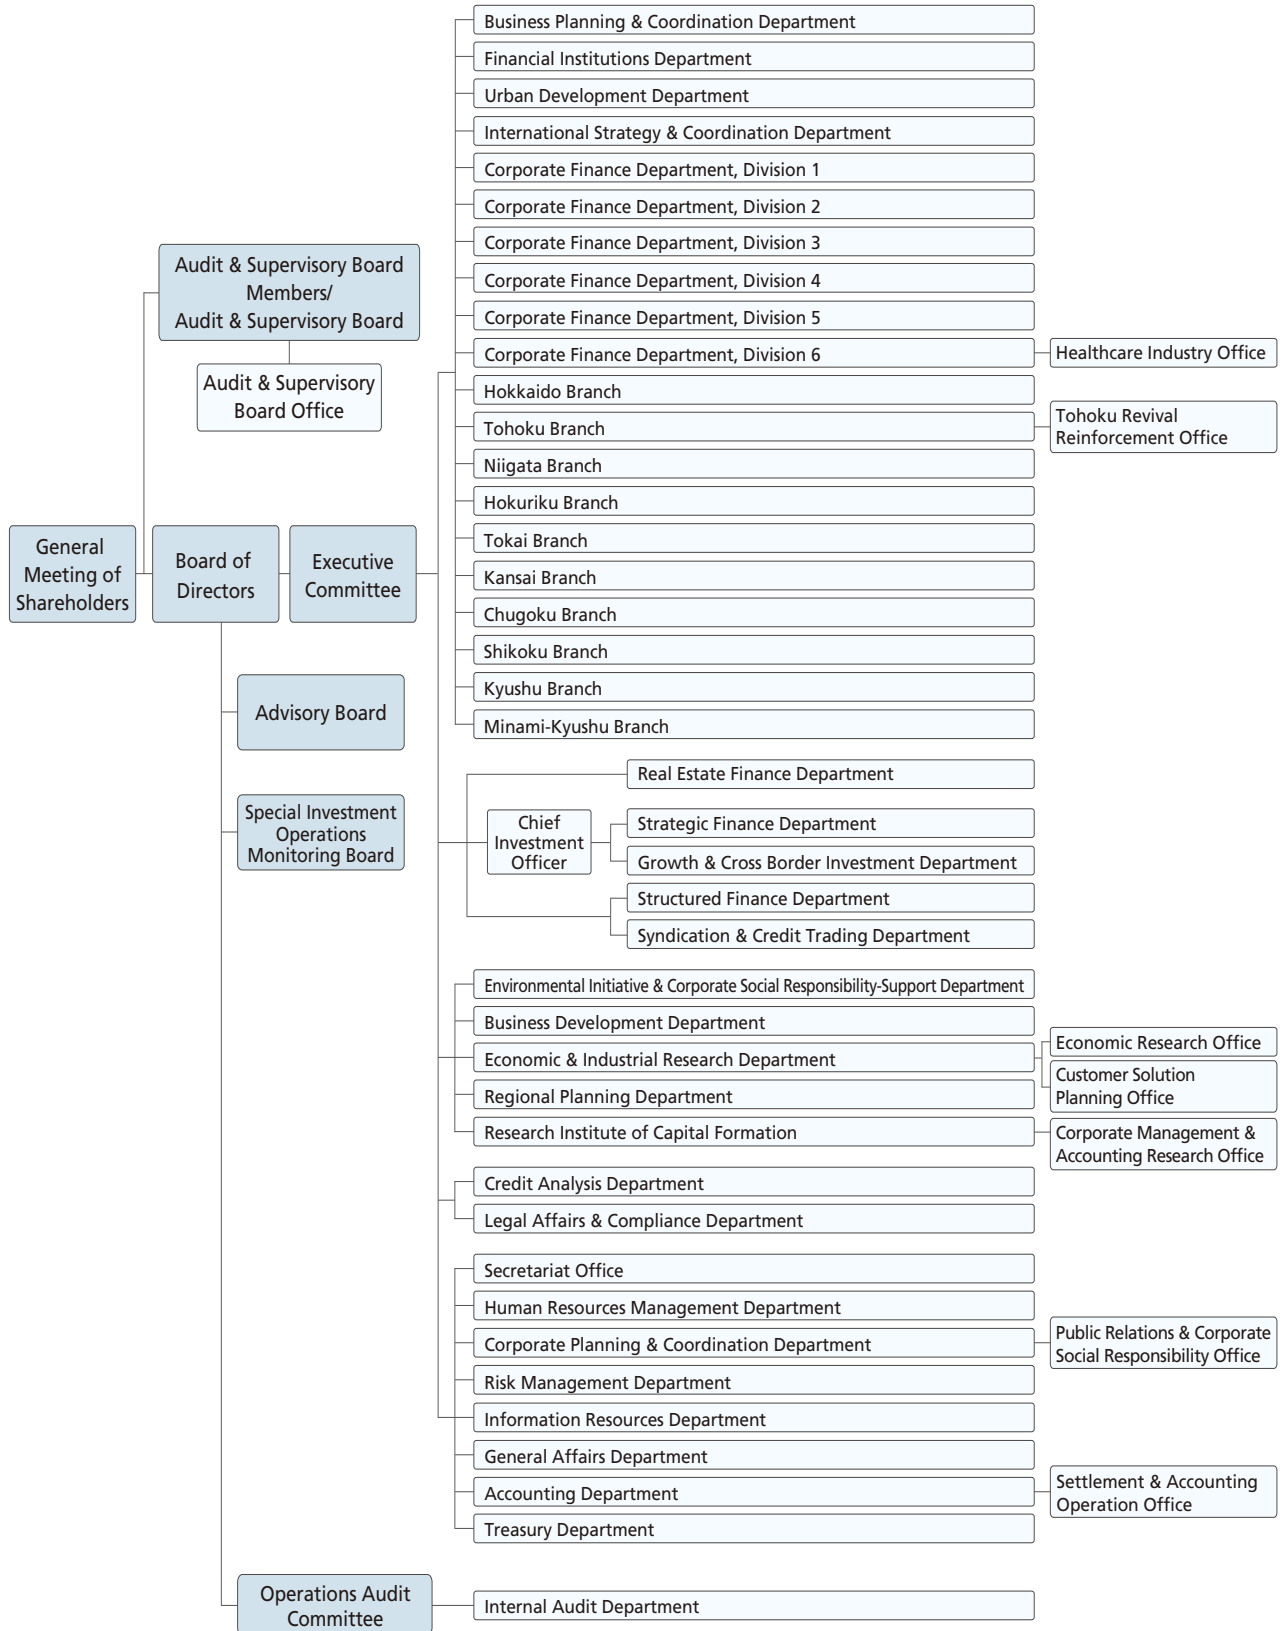 General
Meeting of
Shareholders
Audit & Supervisory Board
Members/
Audit & Supervisory Board
Audit & Supervisory
Board Office
Board of
Directors
Executive
Committee
Advisory Board
Special Investment
Operations
Monitoring Board
Operations Audit
Committee
Business Planning & Coordination Department
Financial Institutions Department
Urban Development Department
International Strategy & Coordination Department
Corporate Finance Department, Division 1
Corporate Finance Department, Division 2
Corporate Finance Department, Division 3
Corporate Finance Department, Division 4
Corporate Finance Department, Division 5
Corporate Finance Department, Division 6
Healthcare Industry Office
Hokkaido Branch
Tohoku Branch
Tohoku Revival
Reinforcement Office
Niigata Branch
Hokuriku Branch
Tokai Branch
Kansai Branch
Chugoku Branch
Shikoku Branch
Kyushu Branch
Minami-Kyushu Branch
Real Estate Finance Department
Chief
Investment
Officer
Strategic Finance Department
Growth & Cross Border Investment Department
Structured Finance Department
Syndication & Credit Trading Department
Environmental Initiative & Corporate Social Responsibility-Support Department
Business Development Department
Economic & Industrial Research Department
Economic Research Office
Customer Solution
Planning Office
Regional Planning Department
Research Institute of Capital Formation
Corporate Management &
Accounting Research Office
Credit Analysis Department
Legal Affairs & Compliance Department
Secretariat Office
Human Resources Management Department
Corporate Planning & Coordination Department
Public Relations & Corporate
Social Responsibility Office
Risk Management Department
Information Resources Department
General Affairs Department
Accounting Department
Settlement & Accounting
Operation Office
Treasury Department
Internal Audit Department